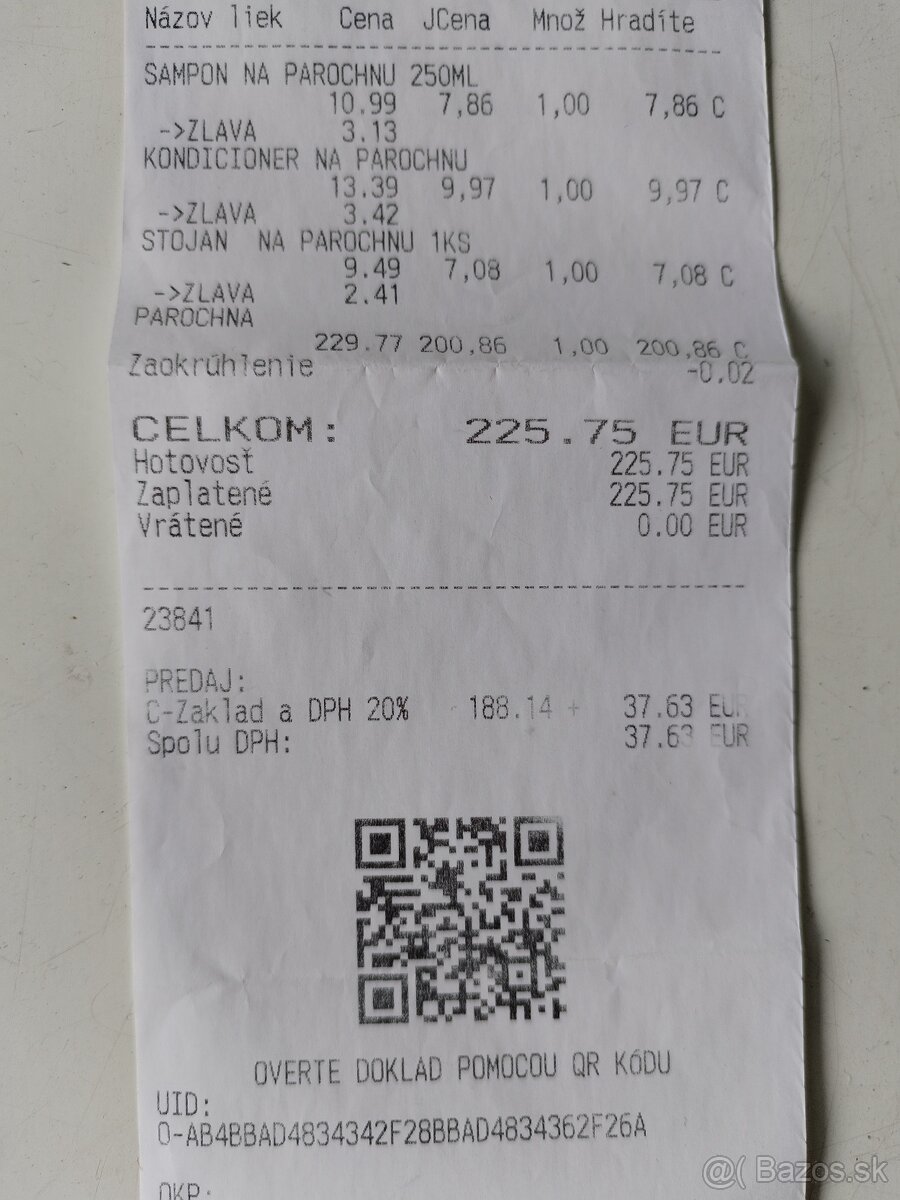 Názov liek Cena JCena Množ Hradíte
SAMPON NA PAROCHNU 250ML
10.99 7,86 1,00 7,86 C
->ZLAVA 3.13
KONDICIONER NA PAROCHNU
13.39 9,97 1,00 9,97 C
->ZLAVA 3.42
STOJAN NA PAROCHNU 1KS
9.49 7,08 1,00 7,08 C
->ZLAVA 2.41
PAROCHNA
229.77 200,86 1,00 200,86 C
Zaokrúhlenie -0.02
CELKOM: 225.75 EUR
Hotovosť 225.75 EUR
Zaplatené 225.75 EUR
Vrátené 0.00 EUR
23841
PREDAJ:
C-Zaklad a DPH 20% 188.14 + 37.63 EUR
Spolu DPH: 37.63 EUR
OVERTE DOKLAD POMOCOU QR KÓDU
UID:
O-AB4BBAD4834342F28BBAD4834362F26A
OKP:
@( Bazos.sk